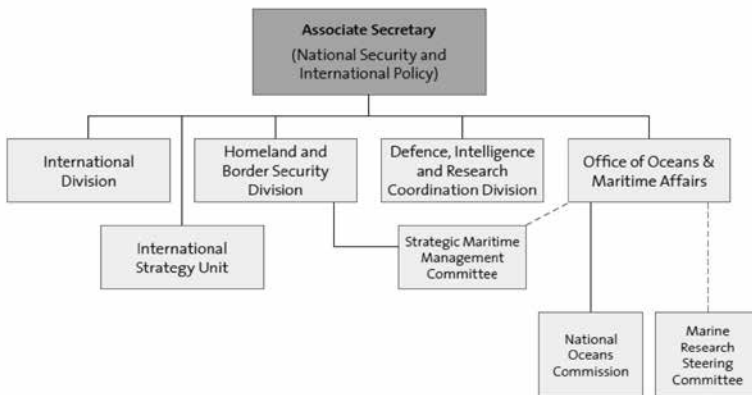 Associate Secretary
(National Security and
International Policy)
International
Division
Homeland and
Border Security
Division
Defence, Intelligence
and Research
Coordination Division
Office of Oceans &
Maritime Affairs
International
Strategy Unit
Strategic Maritime
Management
Committee
National
Oceans
Commission
Marine
Research
Steering
Committee